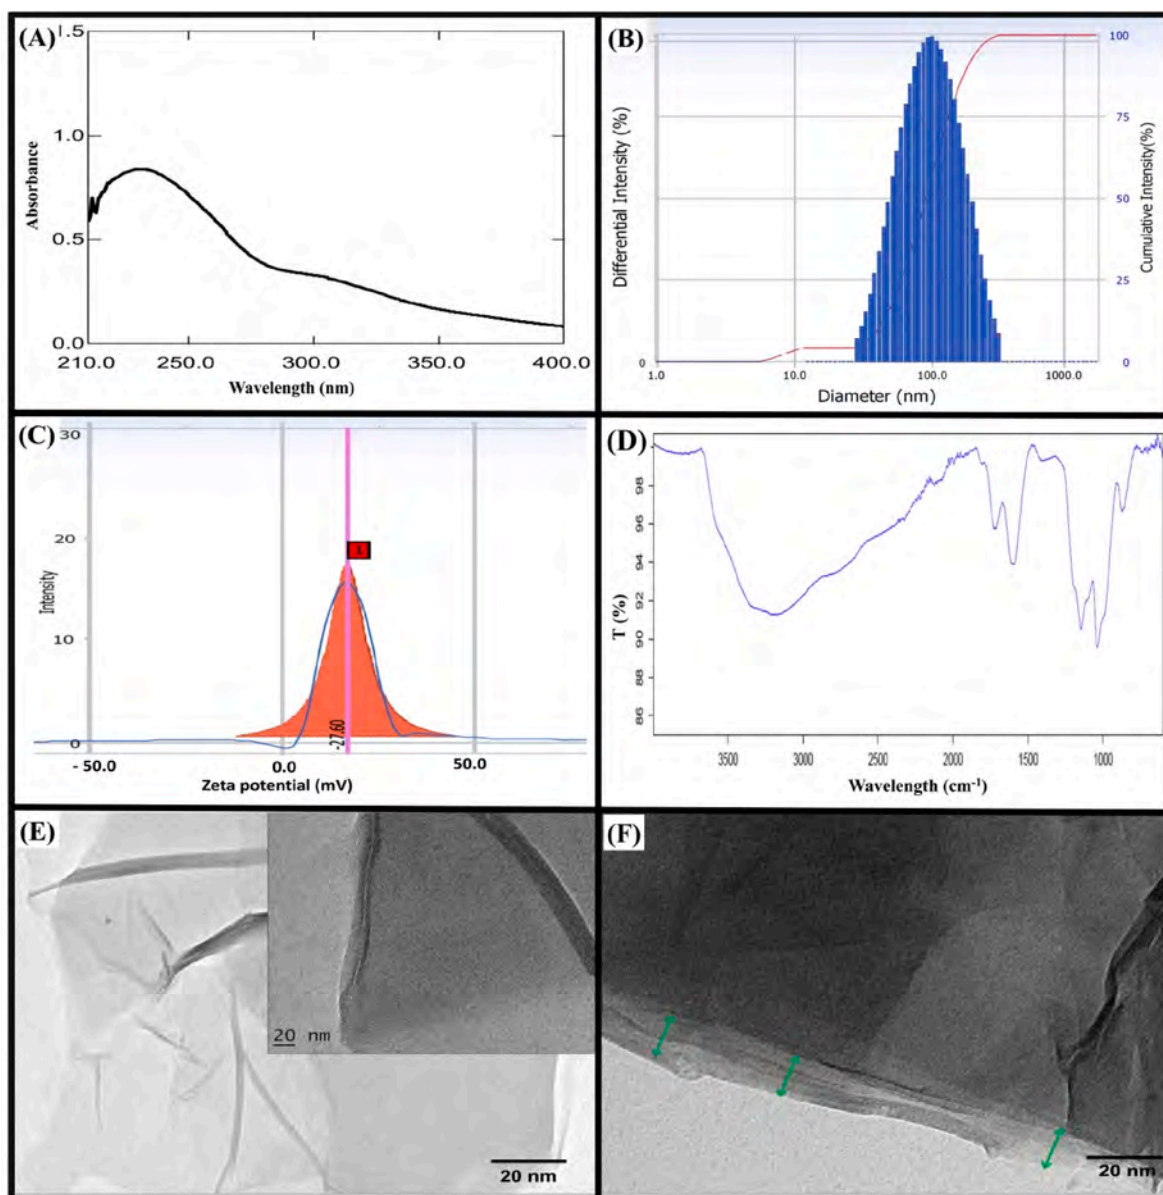 (A)
1.5
1.0
0.5
0.0
Absorbance
210.0 250.0 300.0 350.0 400.0
Wavelength (nm)
(B)
Differential Intensity (%)
0
100
75
50
25
0
Cumulative Intensity(%)
1.0 10.0 100.0 1000.0
Diameter (nm)
(C)
30
20
10
0
Intensity
1
-27.60
-50.0 0.0 50.0
Zeta potential (mV)
(D)
98
96
94
92
90
88
86
T (%)
3500 3000 2500 2000 1500 1000
Wavelength (cm⁻¹)
(E)
20 nm
20 nm
(F)
20 nm